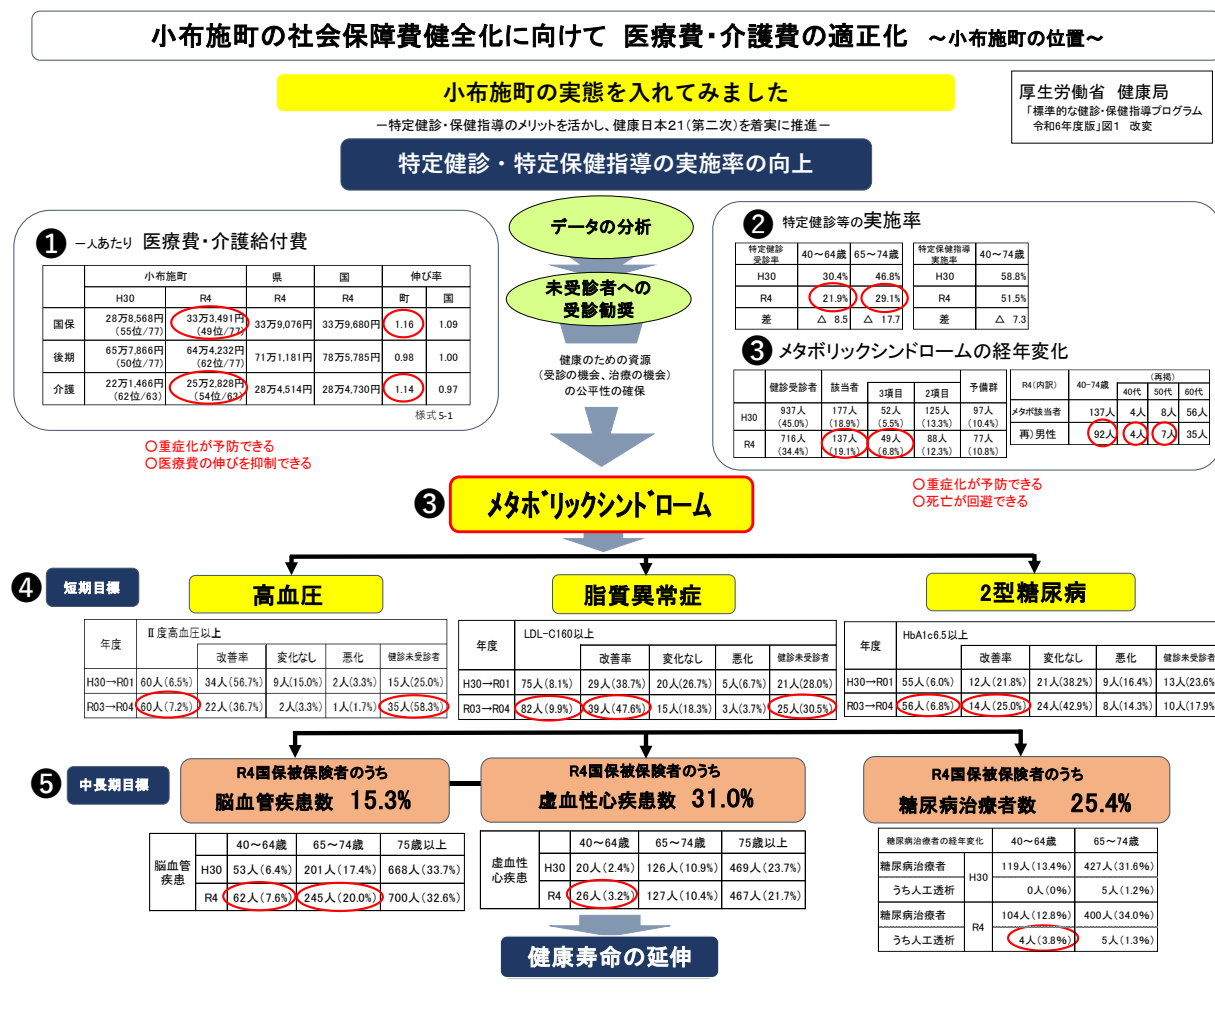 小布施町の社会保障費健全化に向けて 医療費・介護費の適正化 ～小布施町の位置～
小布施町の実態を入れてみました
－特定健診・保健指導のメリットを活かし、健康日本21（第二次）を着実に推進－
厚生労働省 健康局
「標準的な健診・保健指導プログラム
令和6年度版」図1 改変
特定健診・特定保健指導の実施率の向上
データの分析
未受診者への
受診勧奨
健康のための資源
（受診の機会、治療の機会）
の公平性の確保
❶ 一人あたり 医療費・介護給付費
小布施町 県 国 伸び率
H30 R4 R4 R4 町 国
国保 28万8,568円 (55位/77) 33万3,491円 (49位/77) 33万9,076円 33万9,680円 1.16 1.09
後期 65万7,866円 (50位/77) 64万4,232円 (62位/77) 71万1,181円 78万5,785円 0.98 1.00
介護 22万1,466円 (62位/63) 25万2,828円 (54位/63) 28万4,514円 28万4,730円 1.14 0.97
様式5-1
○重症化が予防できる
○医療費の伸びを抑制できる
❷ 特定健診等の実施率
特定健診受診率 40～64歳 65～74歳
H30 30.4% 46.8%
R4 21.9% 29.1%
差 △ 8.5 △ 17.7
特定保健指導実施率 40～74歳
H30 58.8%
R4 51.5%
差 △ 7.3
❸ メタボリックシンドロームの経年変化
健診受診者 該当者 3項目 2項目 予備群
H30 937人 (45.0%) 177人 (18.9%) 52人 (5.5%) 125人 (13.3%) 97人 (10.4%)
R4 716人 (34.4%) 137人 (19.1%) 49人 (6.8%) 88人 (12.3%) 77人 (10.8%)
R4(内訳) 40-74歳 (再掲)
40代 50代 60代
メタボ該当者 137人 4人 8人 56人
再）男性 92人 4人 7人 35人
○重症化が予防できる
○死亡が回避できる
❸ メタボリックシンドローム
❹ 短期目標
高血圧
年度 Ⅱ度高血圧以上
改善率 変化なし 悪化 健診未受診者
H30→R01 60人(6.5%) 34人(56.7%) 9人(15.0%) 2人(3.3%) 15人(25.0%)
R03→R04 60人(7.2%) 22人(36.7%) 2人(3.3%) 1人(1.7%) 35人(58.3%)
脂質異常症
年度 LDL-C160以上
改善率 変化なし 悪化 健診未受診者
H30→R01 75人(8.1%) 29人(38.7%) 20人(26.7%) 5人(6.7%) 21人(28.0%)
R03→R04 82人(9.9%) 39人(47.6%) 15人(18.3%) 3人(3.7%) 25人(30.5%)
2型糖尿病
年度 HbA1c6.5以上
改善率 変化なし 悪化 健診未受診者
H30→R01 55人(6.0%) 12人(21.8%) 21人(38.2%) 9人(16.4%) 13人(23.6%
R03→R04 56人(6.8%) 14人(25.0%) 24人(42.9%) 8人(14.3%) 10人(17.9%
❺ 中長期目標
R4国保被保険者のうち
脳血管疾患数 15.3%
40～64歳 65～74歳 75歳以上
脳血管疾患 H30 53人(6.4%) 201人(17.4%) 668人(33.7%)
R4 62人(7.6%) 245人(20.0%) 700人(32.6%)
R4国保被保険者のうち
虚血性心疾患数 31.0%
40～64歳 65～74歳 75歳以上
虚血性心疾患 H30 20人(2.4%) 126人(10.9%) 469人(23.7%)
R4 26人(3.2%) 127人(10.4%) 467人(21.7%)
R4国保被保険者のうち
糖尿病治療者数 25.4%
糖尿病治療者の経年変化 40～64歳 65～74歳
糖尿病治療者 H30 119人(13.4%) 427人(31.6%)
うち人工透析 0人(0%) 5人(1.2%)
糖尿病治療者 R4 104人(12.8%) 400人(34.0%)
うち人工透析 4人(3.8%) 5人(1.3%)
健康寿命の延伸